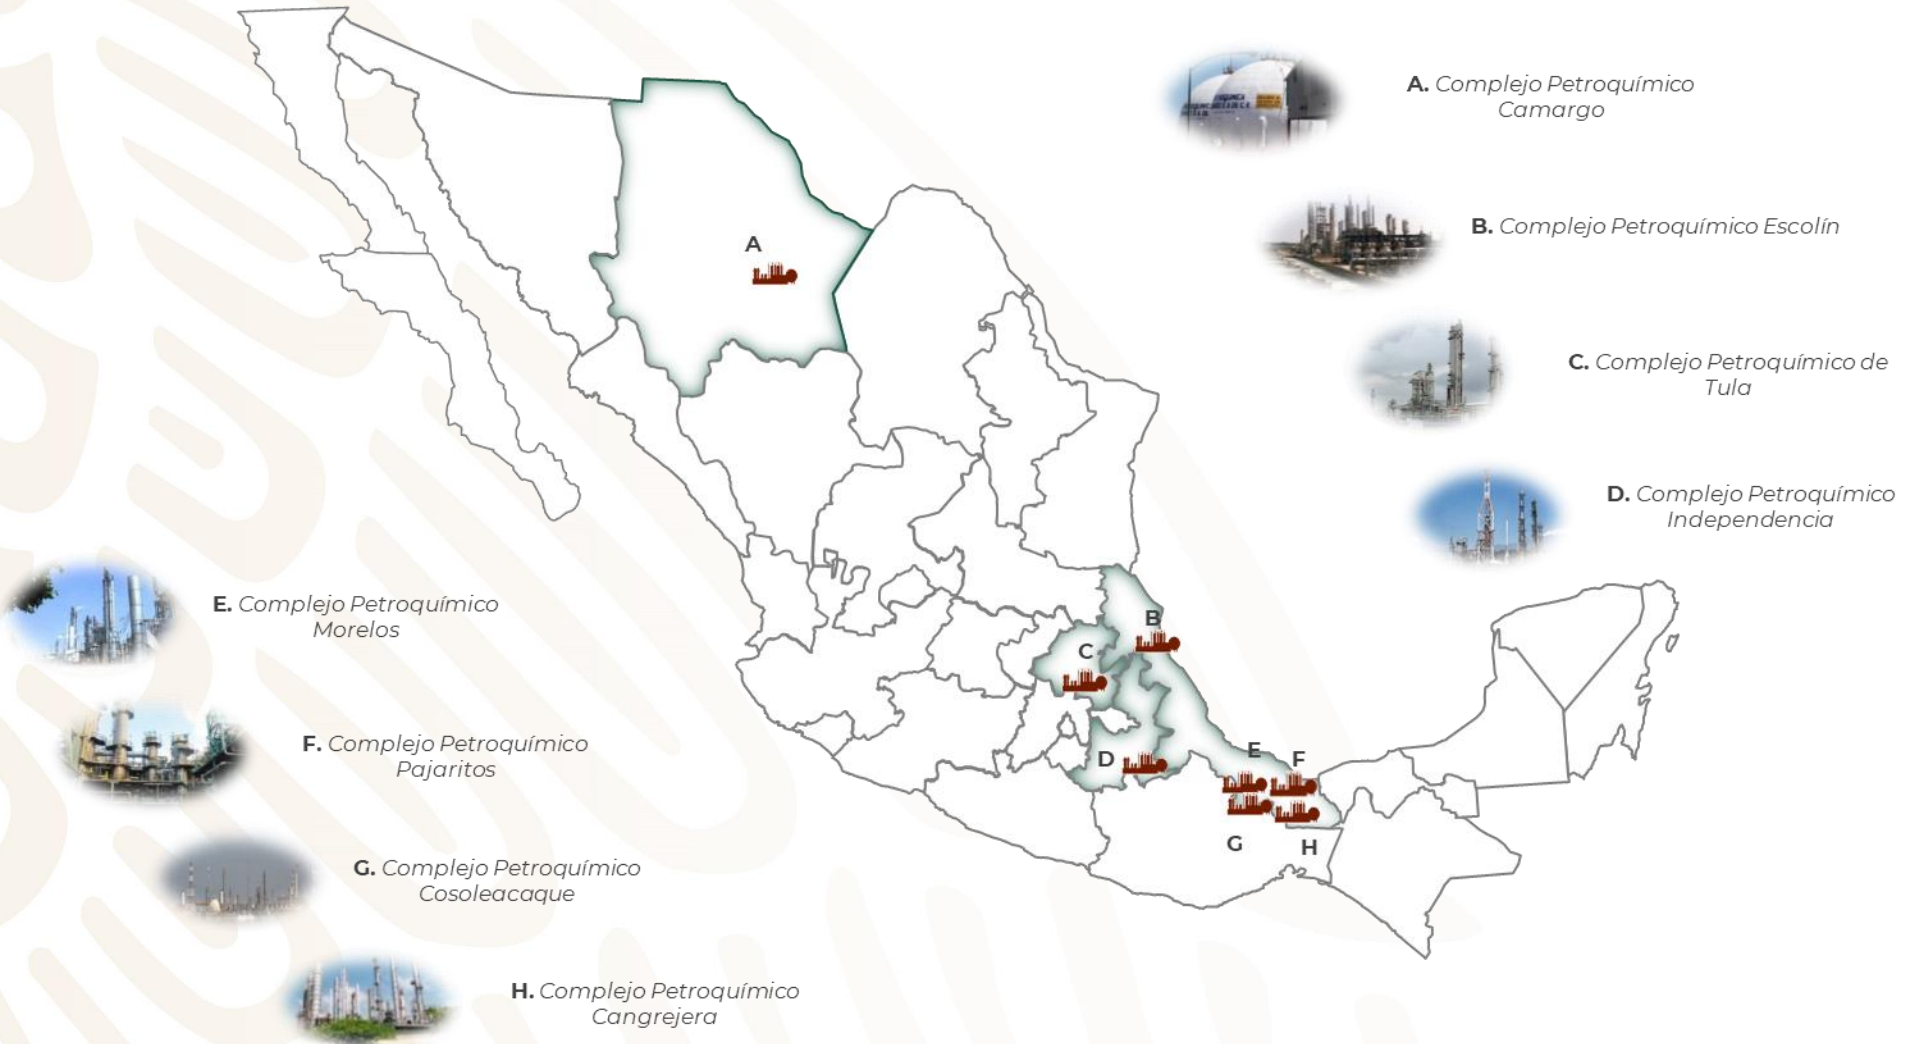 A. Complejo Petroquímico
Camargo
B. Complejo Petroquímico Escolín
C. Complejo Petroquímico de
Tula
D. Complejo Petroquímico
Independencia
E. Complejo Petroquímico
Morelos
F. Complejo Petroquímico
Pajaritos
G. Complejo Petroquímico
Cosoleacaque
H. Complejo Petroquímico
Cangrejera
A
B
C
D
E
F
G
H